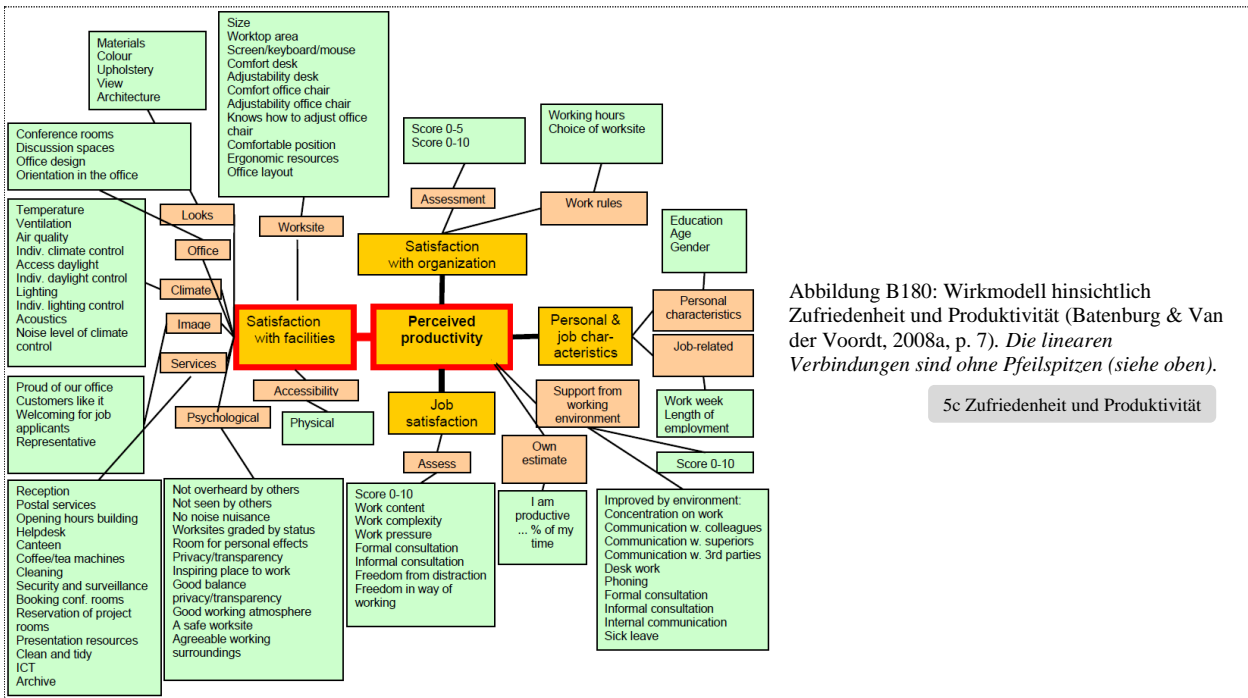 Materials
Colour
Upholstery
View
Architecture
Size
Worktop area
Screen/keyboard/mouse
Comfort desk
Adjustability desk
Comfort office chair
Adjustability office chair
Knows how to adjust office
chair
Comfortable position
Ergonomic resources
Office layout
Score 0-5
Score 0-10
Working hours
Choice of worksite
Conference rooms
Discussion spaces
Office design
Orientation in the office
Assessment
Work rules
Temperature
Ventilation
Air quality
Indiv. climate control
Access daylight
Indiv. daylight control
Lighting
Indiv. lighting control
Acoustics
Noise level of climate
control
Looks
Office
Climate
Image
Services
Worksite
Satisfaction
with organization
Education
Age
Gender
Satisfaction
with facilities
Perceived
productivity
Personal &
job char-
acteristics
Personal
characteristics
Job-related
Abbildung B180: Wirkmodell hinsichtlich
Zufriedenheit und Produktivität (Batenburg & Van
der Voordt, 2008a, p. 7). Die linearen
Verbindungen sind ohne Pfeilspitzen (siehe oben).
5c Zufriedenheit und Produktivität
Proud of our office
Customers like it
Welcoming for job
applicants
Representative
Psychological
Accessibility
Physical
Job
satisfaction
Support from
working
environment
Work week
Length of
employment
Assess
Own
estimate
Score 0-10
Reception
Postal services
Opening hours building
Helpdesk
Canteen
Coffee/tea machines
Cleaning
Security and surveillance
Booking conf. rooms
Reservation of project
rooms
Presentation resources
Clean and tidy
ICT
Archive
Not overheard by others
Not seen by others
No noise nuisance
Worksites graded by status
Room for personal effects
Privacy/transparency
Inspiring place to work
Good balance
privacy/transparency
Good working atmosphere
A safe worksite
Agreeable working
surroundings
Score 0-10
Work content
Work complexity
Work pressure
Formal consultation
Informal consultation
Freedom from distraction
Freedom in way of
working
I am
productive
... % of my
time
Improved by environment:
Concentration on work
Communication w. colleagues
Communication w. superiors
Communication w. 3rd parties
Desk work
Phoning
Formal consultation
Informal consultation
Internal communication
Sick leave